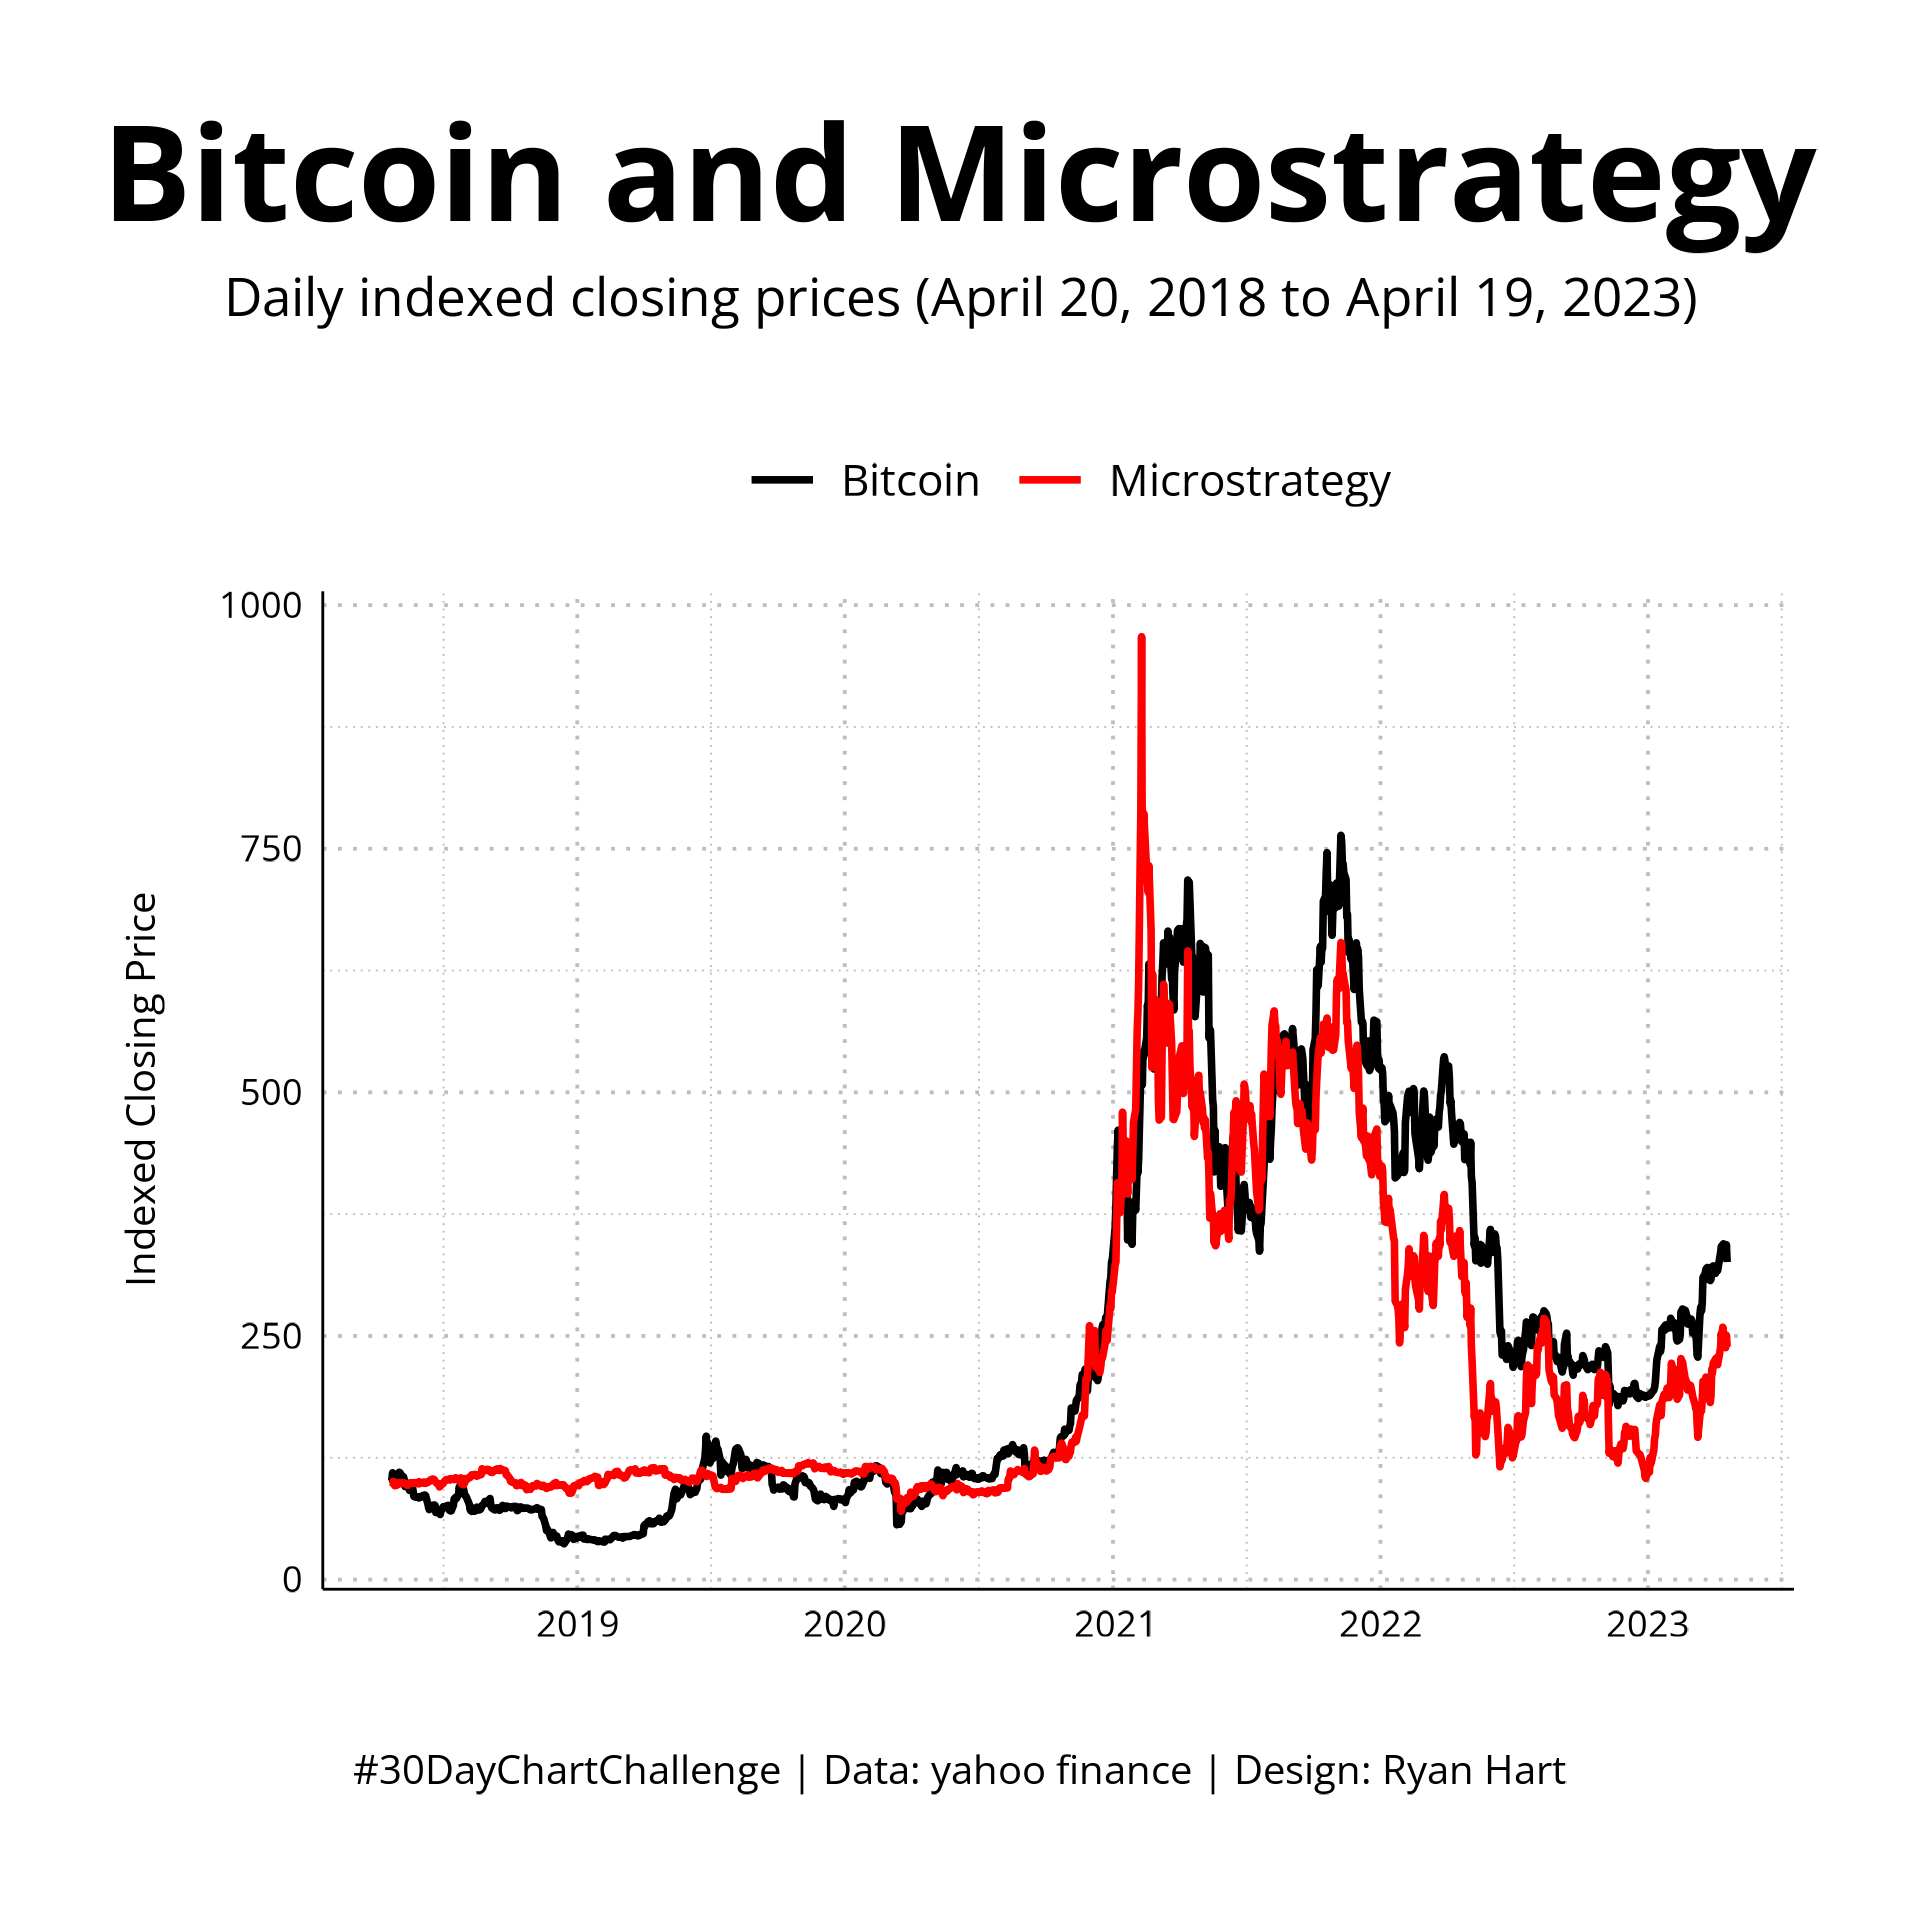 Bitcoin and Microstrategy
Daily indexed closing prices (April 20, 2018 to April 19, 2023)
Bitcoin Microstrategy
1000
750
500
250
0
Indexed Closing Price
2019 2020 2021 2022 2023
#30DayChartChallenge | Data: yahoo finance | Design: Ryan Hart